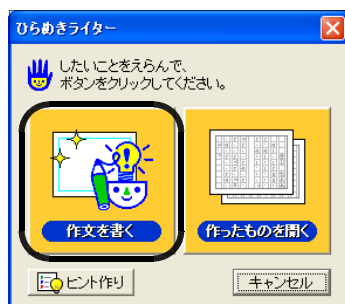 ひらめきライター
したいことをえらんで、
ボタンをクリックしてください。
作文を書く
作ったものを開く
ヒント作り
キャンセル